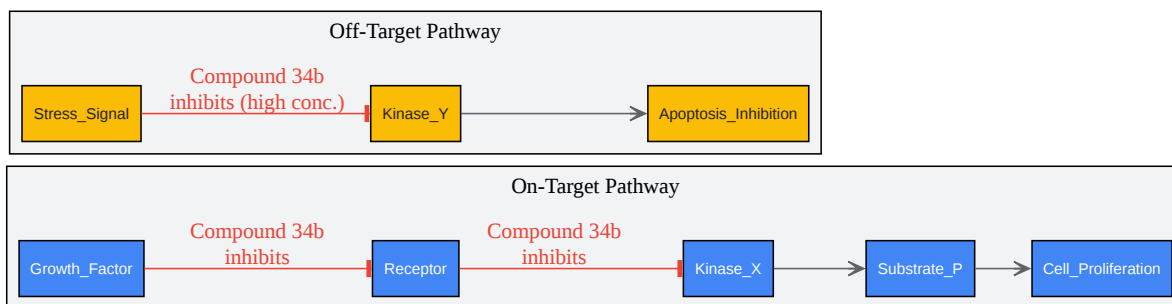 Off-Target Pathway
Compound 34b
inhibits (high conc.)
Stress_Signal
Kinase_Y
Apoptosis_Inhibition
On-Target Pathway
Compound 34b
inhibits
Compound 34b
inhibits
Growth_Factor
Receptor
Kinase_X
Substrate_P
Cell_Proliferation